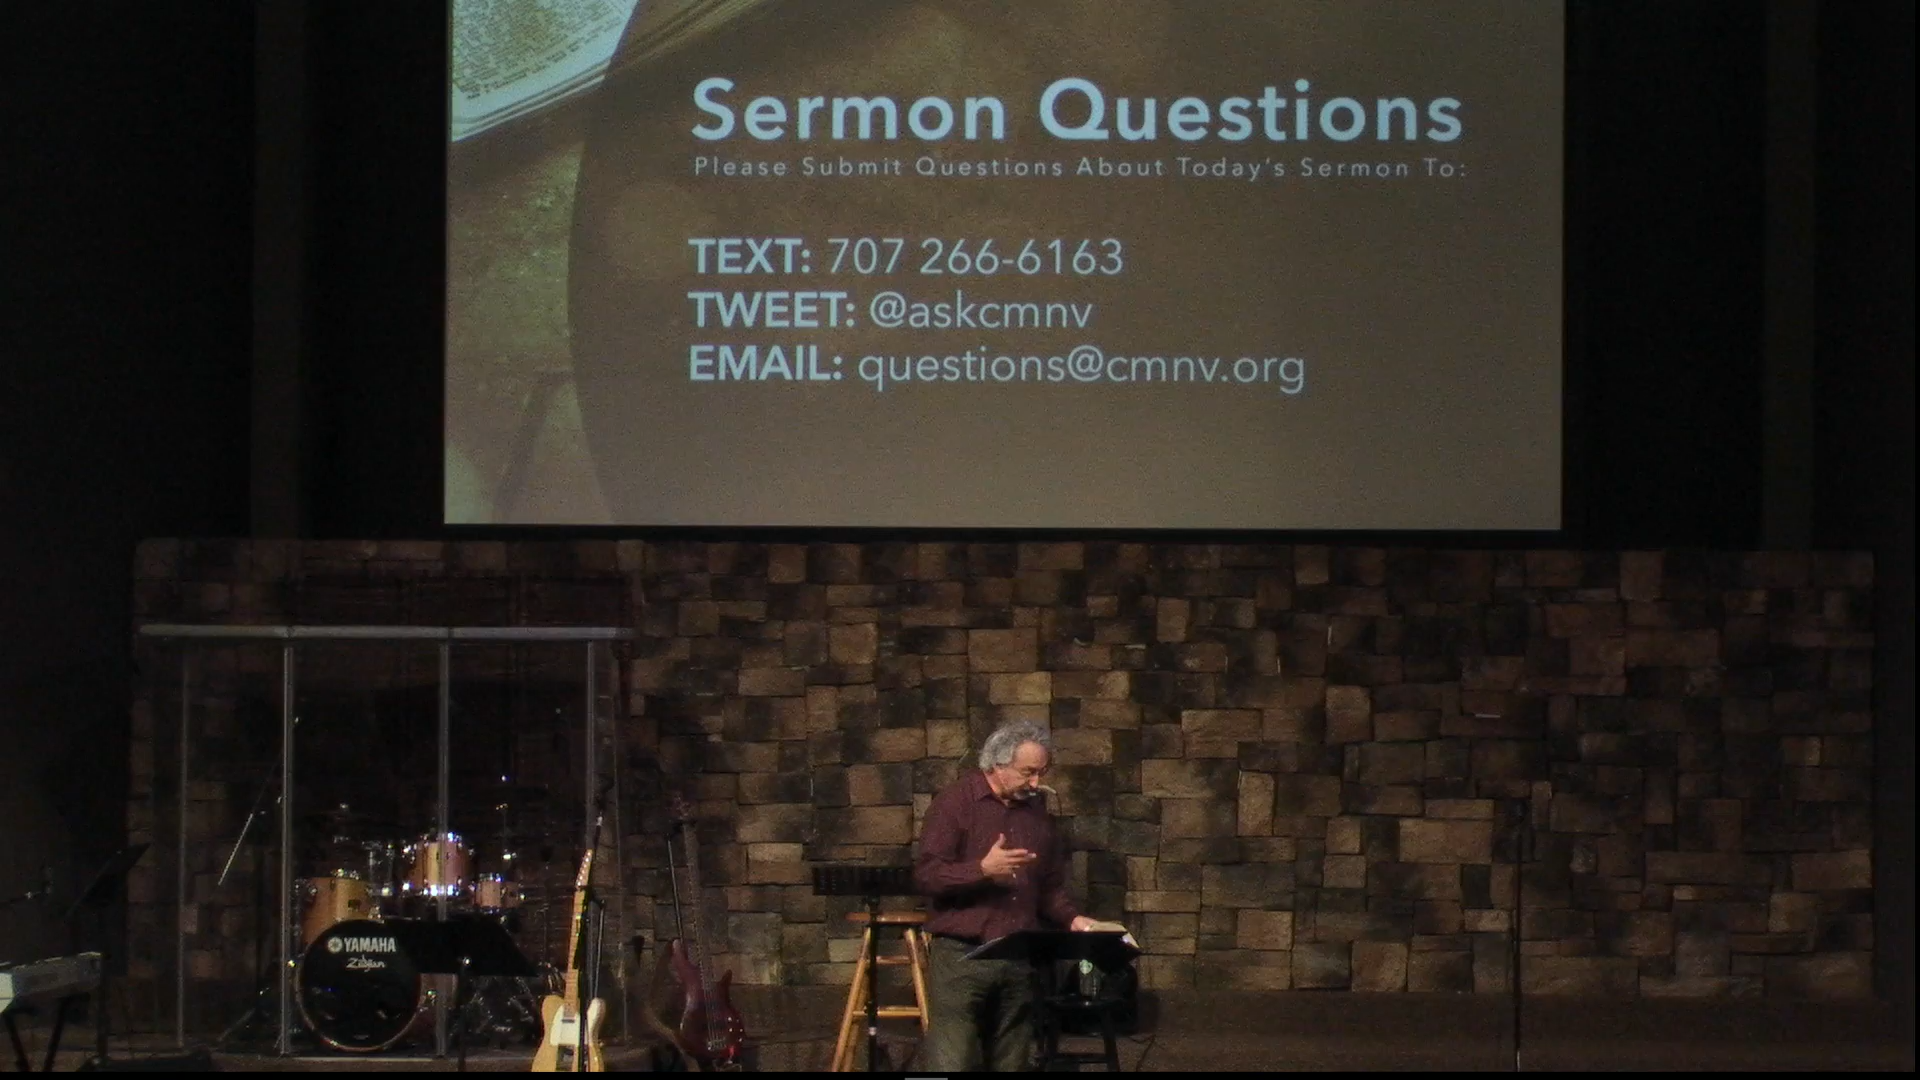 Sermon Questions
Please Submit Questions About Today's Sermon To:
TEXT: 707 266-6163
TWEET: @askcmnv
EMAIL: questions@cmnv.org
YAMAHA
Zildjian